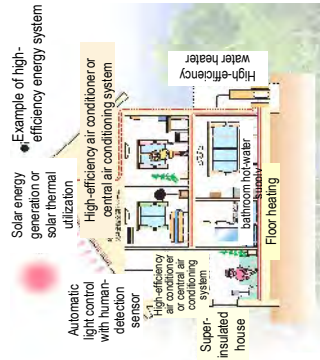 ●Example of high-
efficiency energy system
Solar energy
generation or
solar thermal
utilization
High-efficiency air conditioner or
central air conditioning system
High-efficiency
water heater
Automatic
light control
with human-
detection
sensor
High-efficiency
air conditioner
or central air
conditioning
system
bathroom hot-water
supply
Floor heating
Super-
insulated
house